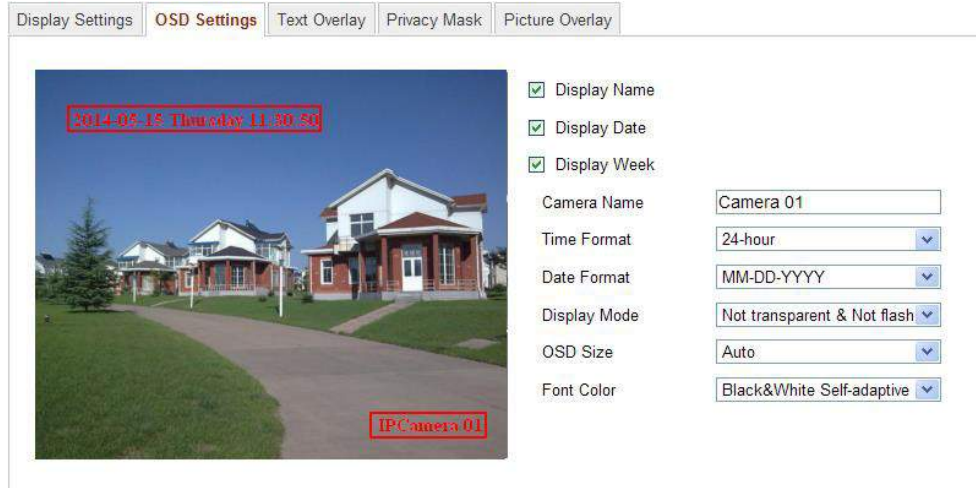 Display Settings OSD Settings Text Overlay Privacy Mask Picture Overlay
2014-05-15 Thursday 11:30:50
Display Name
Display Date
Display Week
Camera Name Camera 01
Time Format 24-hour
Date Format MM-DD-YYYY
Display Mode Not transparent & Not flash
OSD Size Auto
Font Color Black&White Self-adaptive
IPCamera 01